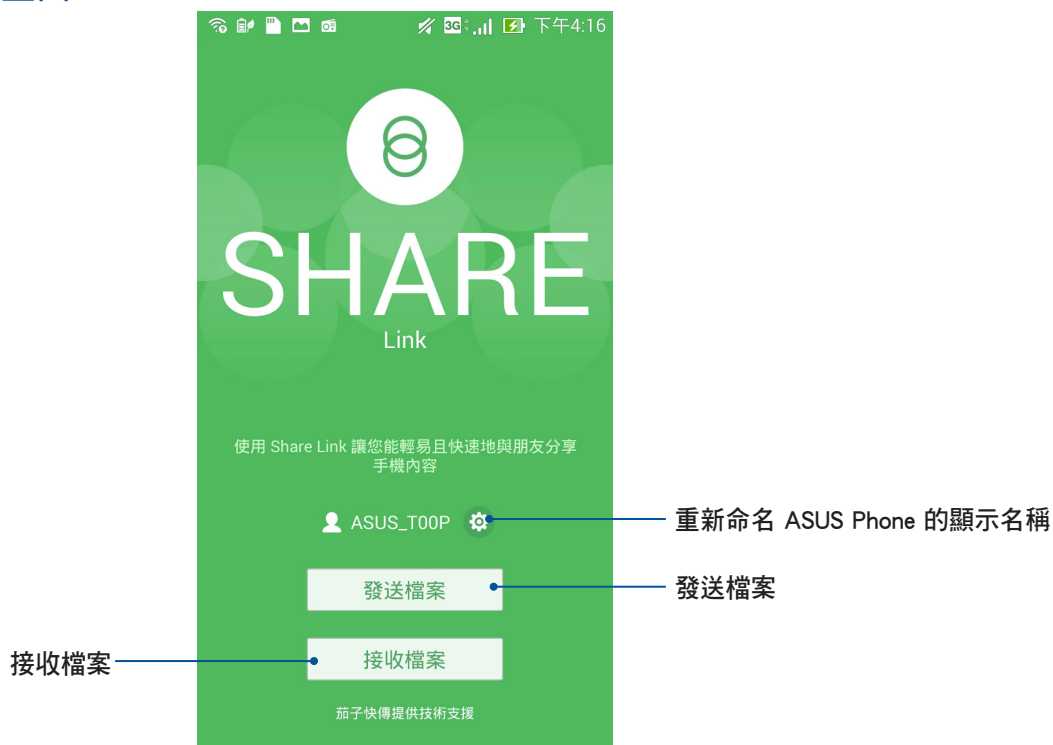 3G 下午4:16
SHARE
Link
使用 Share Link 讓您能輕易且快速地與朋友分享
手機內容
ASUS_T00P
重新命名 ASUS Phone 的顯示名稱
發送檔案
發送檔案
接收檔案
接收檔案
茄子快傳提供技術支援